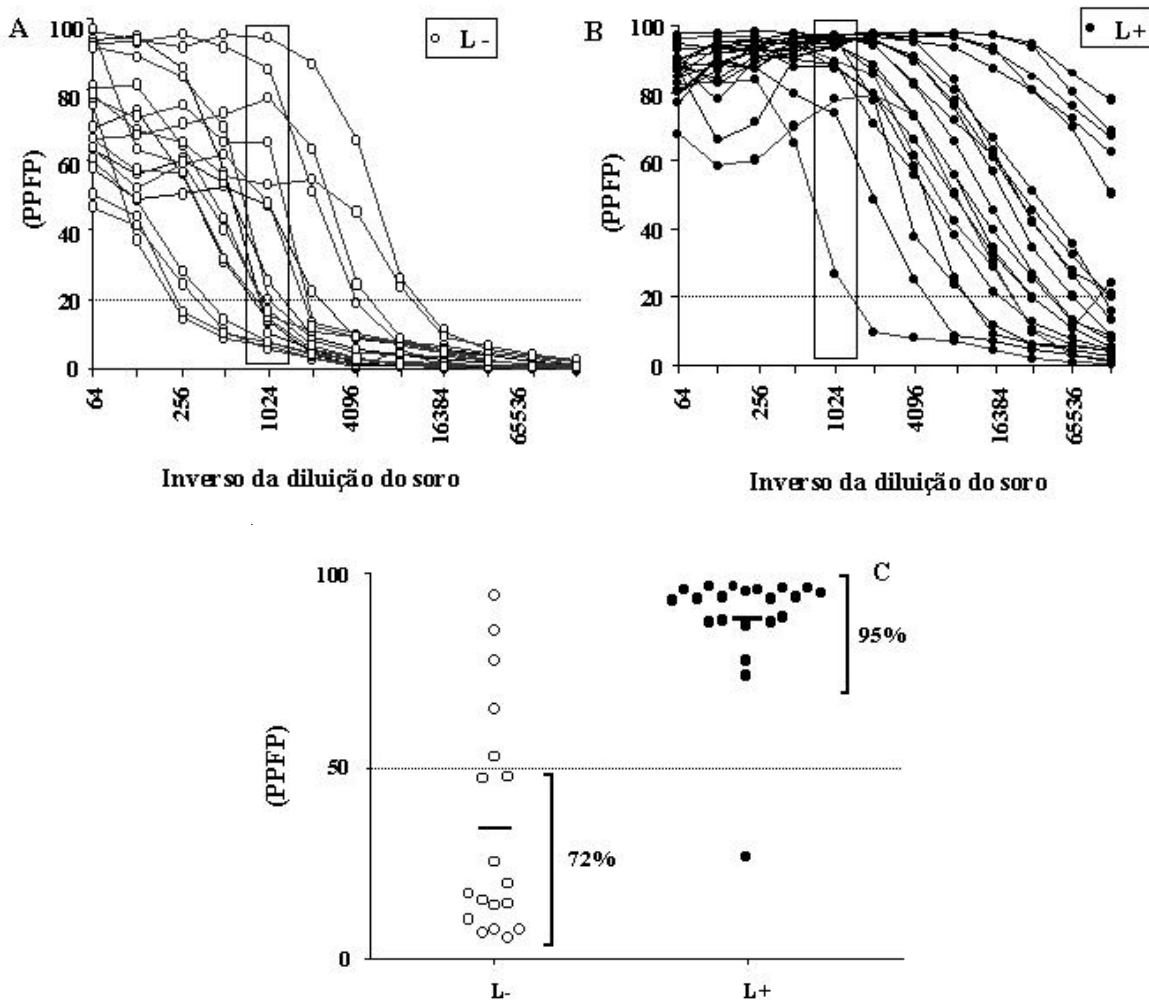 A
L -
100
80
60
40
20
0
(PPFP)
64
256
1024
4096
16384
65536
Inverso da diluição do soro
B
L+
100
80
60
40
20
0
(PPFP)
64
256
1024
4096
16384
65536
Inverso da diluição do soro
C
100
50
0
(PPFP)
95%
72%
L-
L+